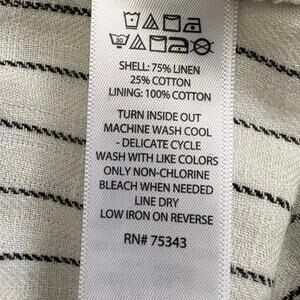 30
SHELL: 75% LINEN
25% COTTON
LINING: 100% COTTON
TURN INSIDE OUT
MACHINE WASH COOL
- DELICATE CYCLE
WASH WITH LIKE COLORS
ONLY NON-CHLORINE
BLEACH WHEN NEEDED
LINE DRY
LOW IRON ON REVERSE
RN# 75343